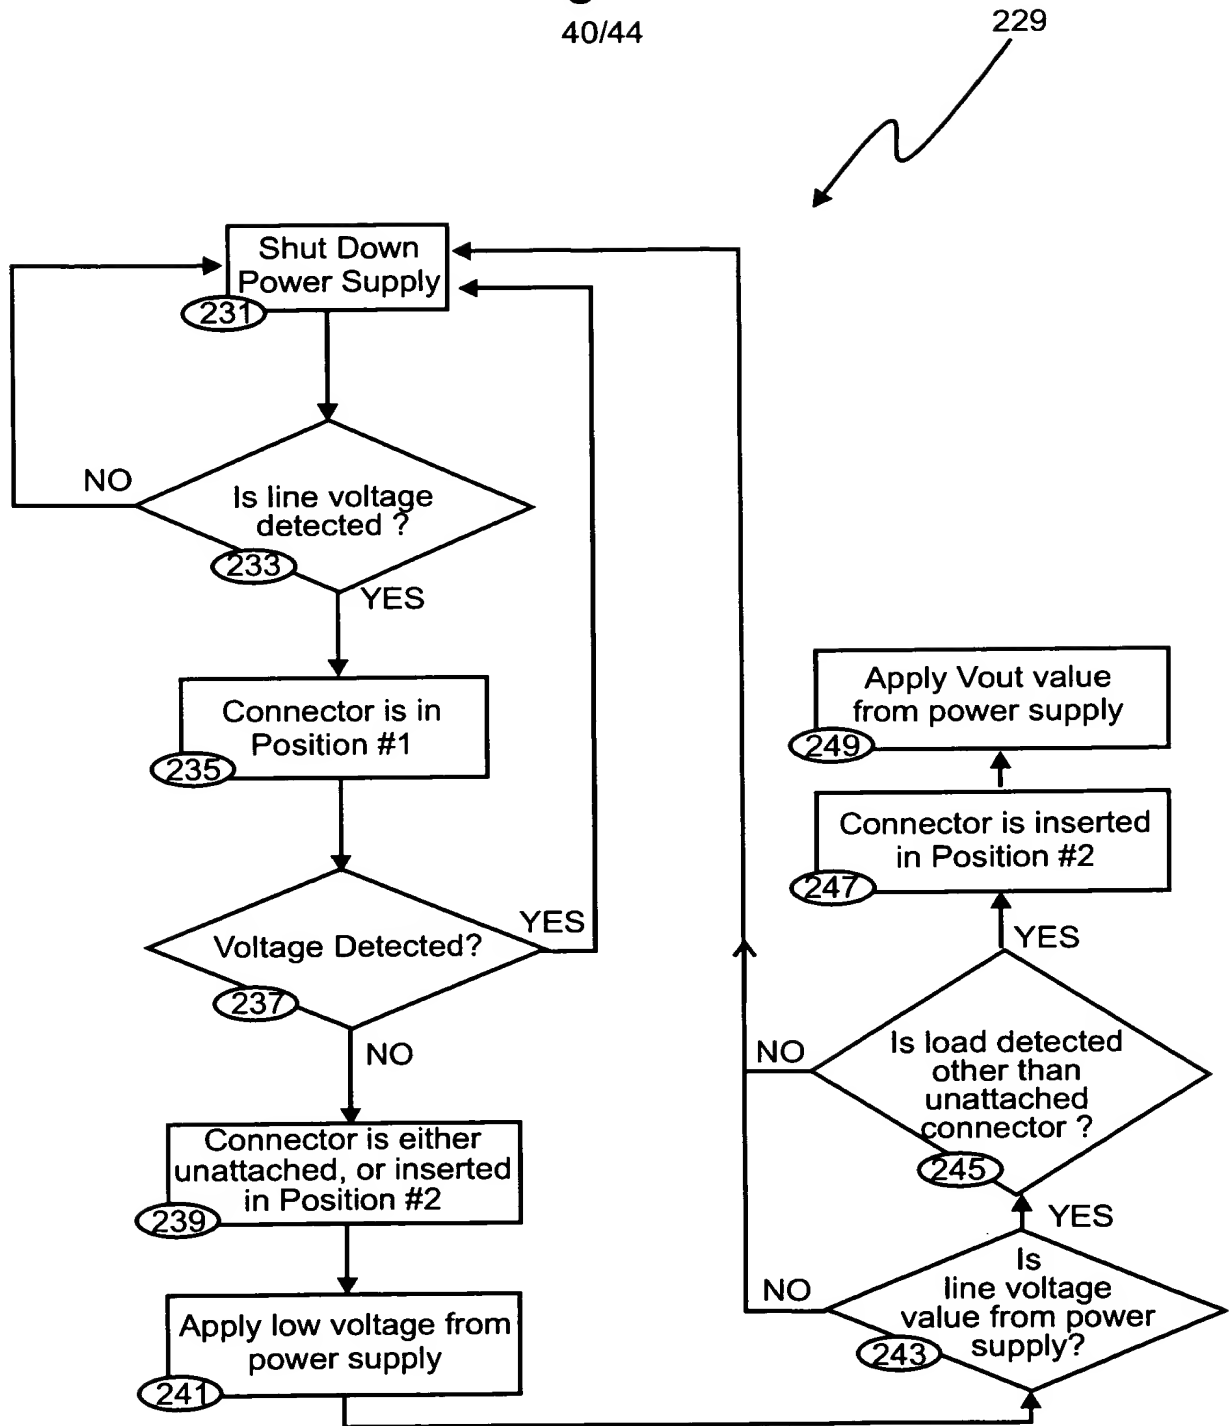 40/44
229
Shut Down
Power Supply
231
NO
Is line voltage
detected ?
233
YES
Connector is in
Position #1
235
Voltage Detected?
YES
237
NO
Connector is either
unattached, or inserted
in Position #2
239
Apply low voltage from
power supply
241
Apply Vout value
from power supply
249
Connector is inserted
in Position #2
247
YES
NO
Is load detected
other than
unattached
connector ?
245
YES
NO
Is
line voltage
value from power
supply?
243